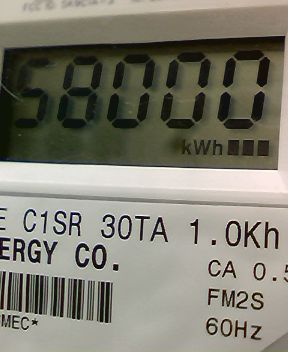 58000
kWh
E C1SR 30TA 1.0Kh
ERGY CO.
CA 0.5
FM2S
MEC*
60Hz